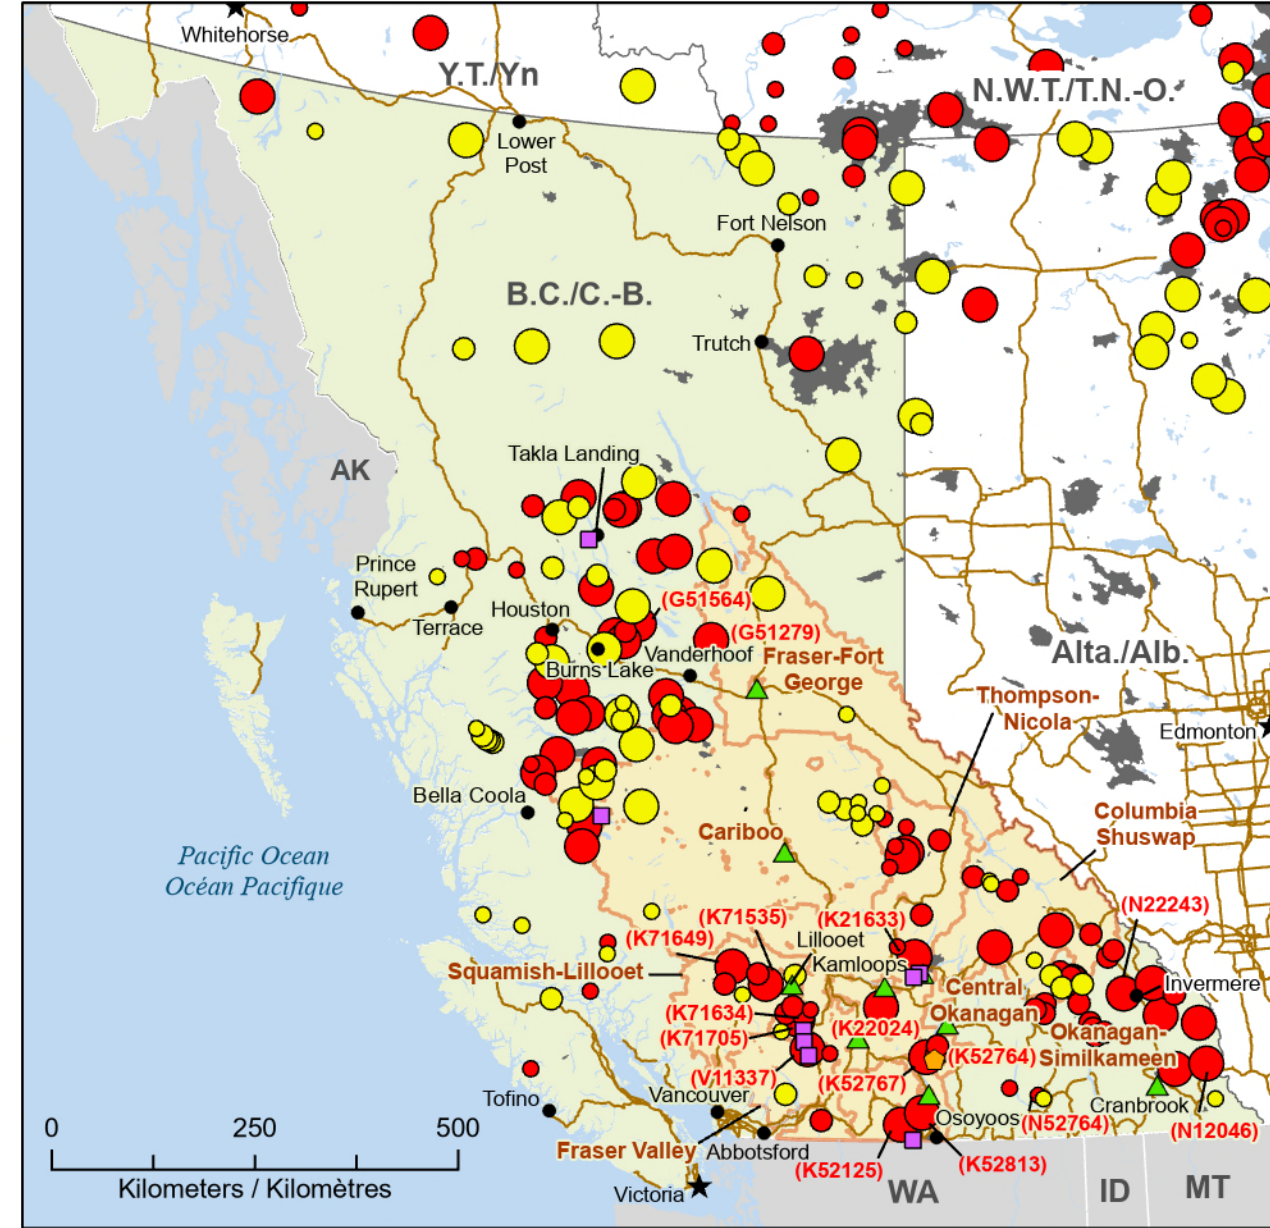 Whitehorse
Y.T./Yn
N.W.T./T.N.-O.
Lower
Post
Fort Nelson
B.C./C.-B.
Trutch
Takla Landing
AK
Prince
Rupert
Terrace
Houston
(G51564)
(G51279)
Burns Lake
Vanderhoof
Fraser-Fort
George
Alta./Alb.
Thompson-
Nicola
Edmonton
Bella Coola
Cariboo
Columbia
Shuswap
Pacific Ocean
Océan Pacifique
(N22243)
(K71535)
(K21633)
(K71649)
Lillooet
Kamloops
Squamish-Lillooet
Central
Okanagan
Invermere
(K71634)
(K71705)
(K22024)
Okanagan-
Similkameen
(K52764)
(V11337)
(K52767)
Tofino
Vancouver
Osoyoos
(N52764)
Cranbrook
(N12046)
Fraser Valley
Abbotsford
(K52125)
(K52813)
Victoria
WA
ID
MT
0
250
500
Kilometers / Kilomètres